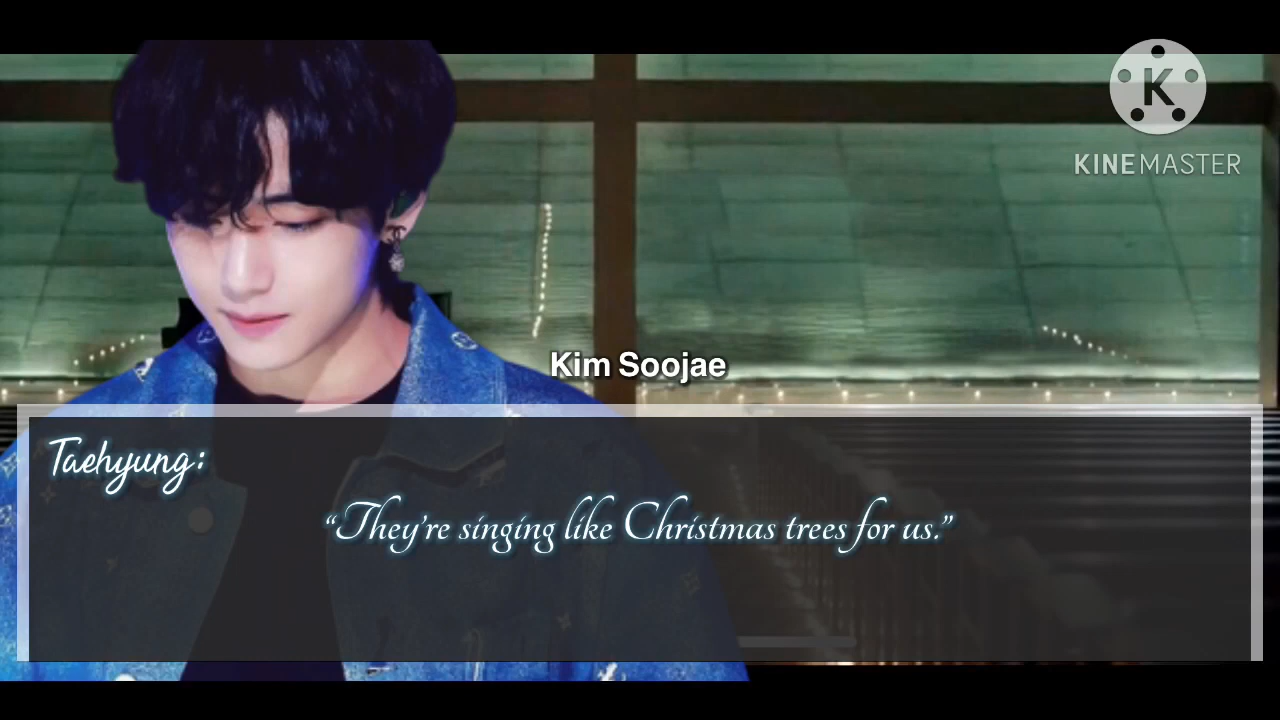 K
KINEMASTER
Kim Soojae
Taehyung:
“They're singing like Christmas trees for us.”